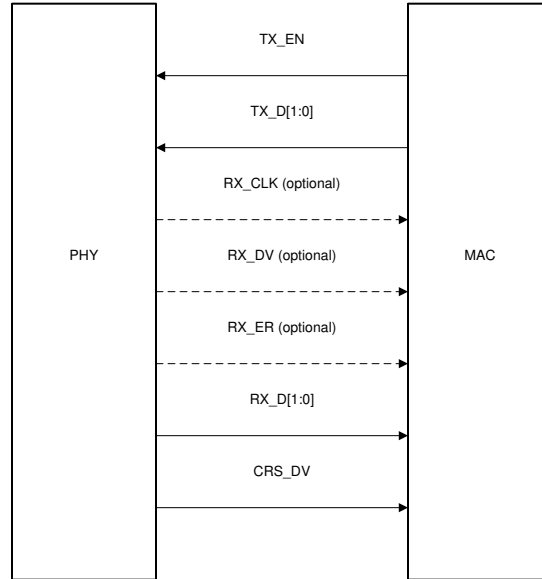 TX_EN
TX_D[1:0]
RX_CLK (optional)
PHY
RX_DV (optional)
MAC
RX_ER (optional)
RX_D[1:0]
CRS_DV